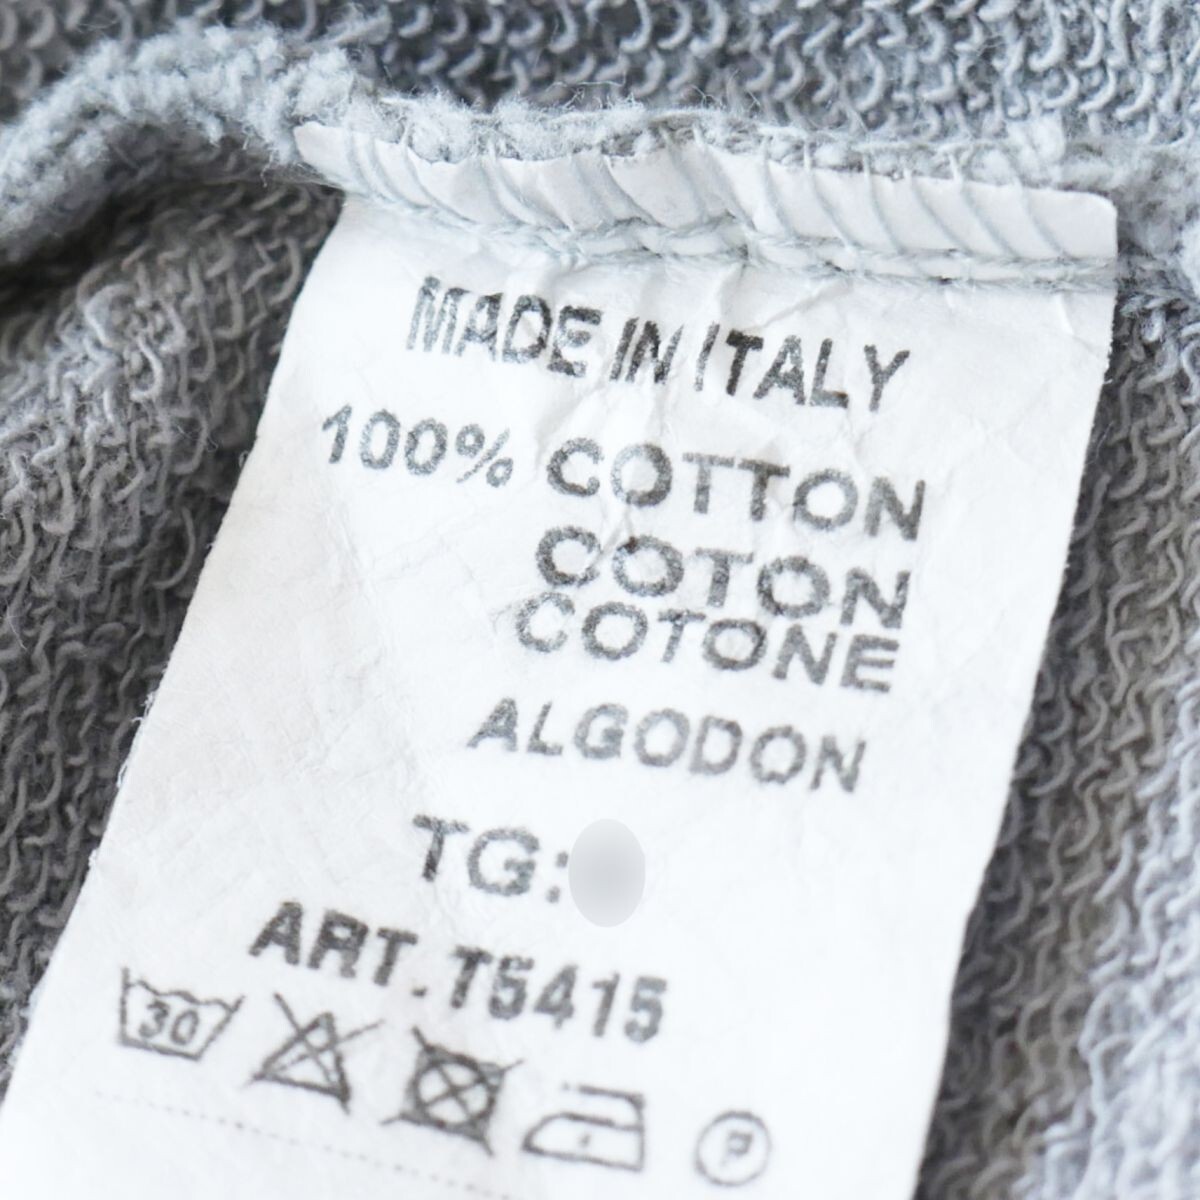 MADE IN ITALY
100% COTTON
COTON
COTONE
ALGODON
TG:
ART.T5415
30
P